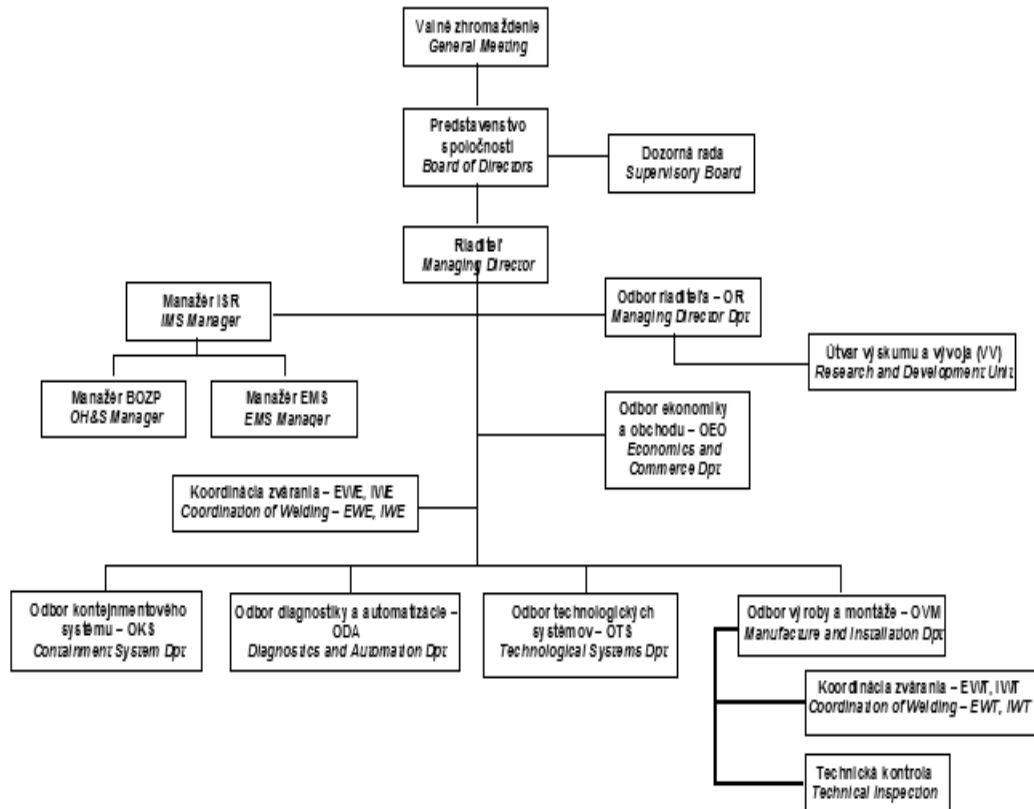 Valné zhromaždenie
General Meeting
Predstavenstvo
spoločnosti
Board of Directors
Dozorná rada
Supervisory Board
Riaditeľ
Managing Director
Manažér ISR
IMS Manager
Odbor riaditeľa – OR
Managing Director Dpt
Útvar výskumu a vývoja (VV)
Research and Development Unit
Manažér BOZP
OH&S Manager
Manažér EMS
EMS Manager
Odbor ekonomiky
a obchodu – OEO
Economics and
Commerce Dpt
Koordinácia zvárania – EWE, IWE
Coordination of Welding – EWE, IWE
Odbor kontejnmentového
systému – OKS
Containment System Dpt
Odbor diagnostiky a automatizácie –
ODA
Diagnostics and Automation Dpt
Odbor technologických
systémov – OTS
Technological Systems Dpt
Odbor výroby a montáže – OVM
Manufacture and Installation Dpt
Koordinácia zvárania – EWT, IWT
Coordination of Welding – EWT, IWT
Technická kontrola
Technical Inspection